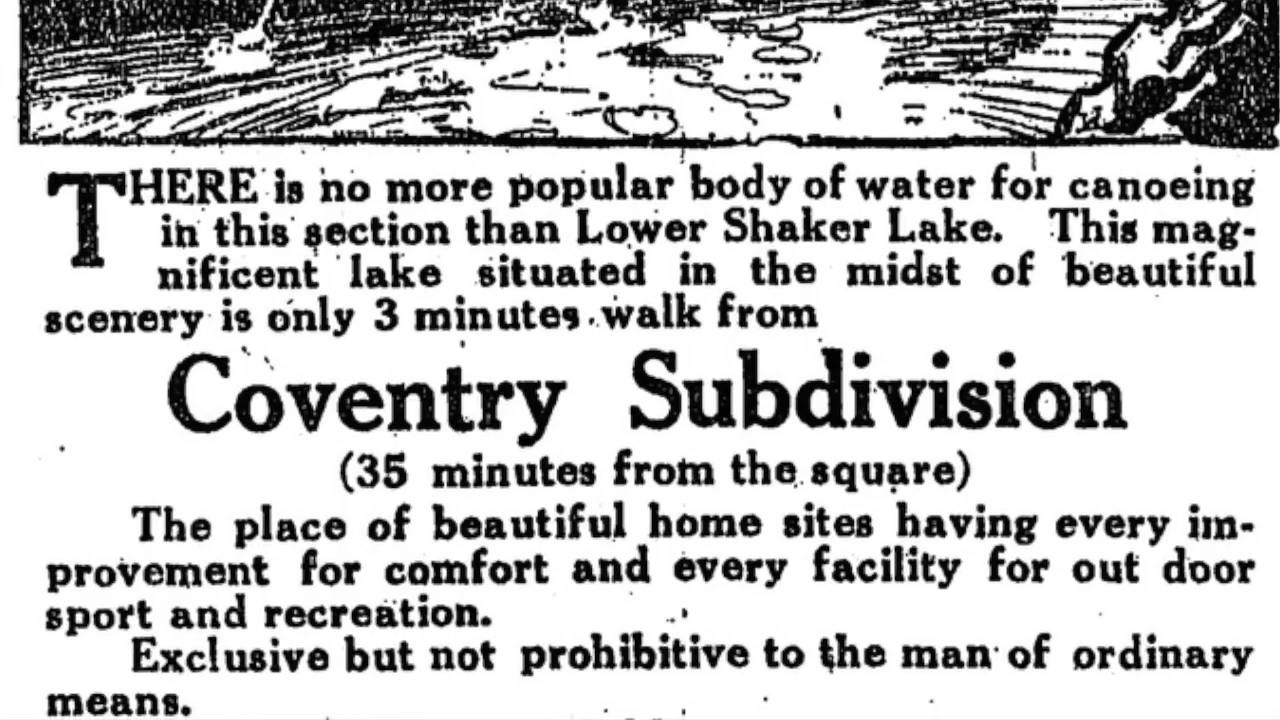 THERE is no more popular body of water for canoeing
in this section than Lower Shaker Lake. This mag-
nificent lake situated in the midst of beautiful
scenery is only 3 minutes walk from
Coventry Subdivision
(35 minutes from the square)
The place of beautiful home sites having every im-
provement for comfort and every facility for out door
sport and recreation.
Exclusive but not prohibitive to the man of ordinary
means.